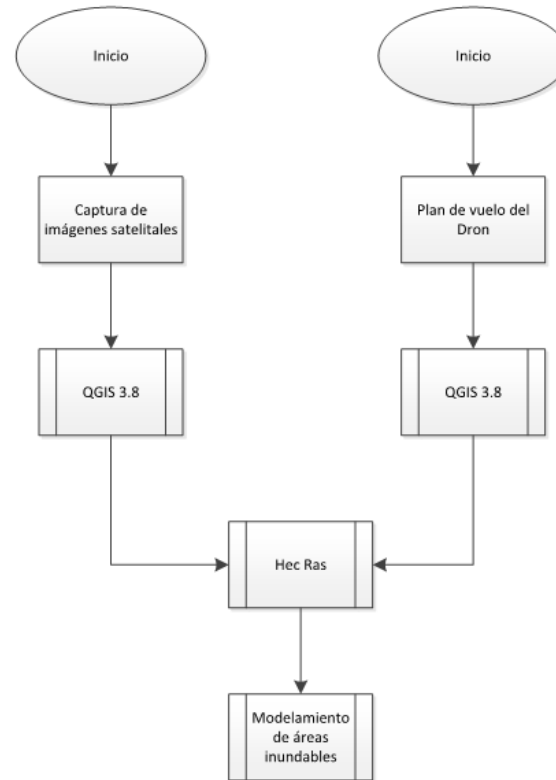 Inicio
Inicio
Captura de
imágenes satelitales
Plan de vuelo del
Dron
QGIS 3.8
QGIS 3.8
Hec Ras
Modelamiento
de áreas
inundables